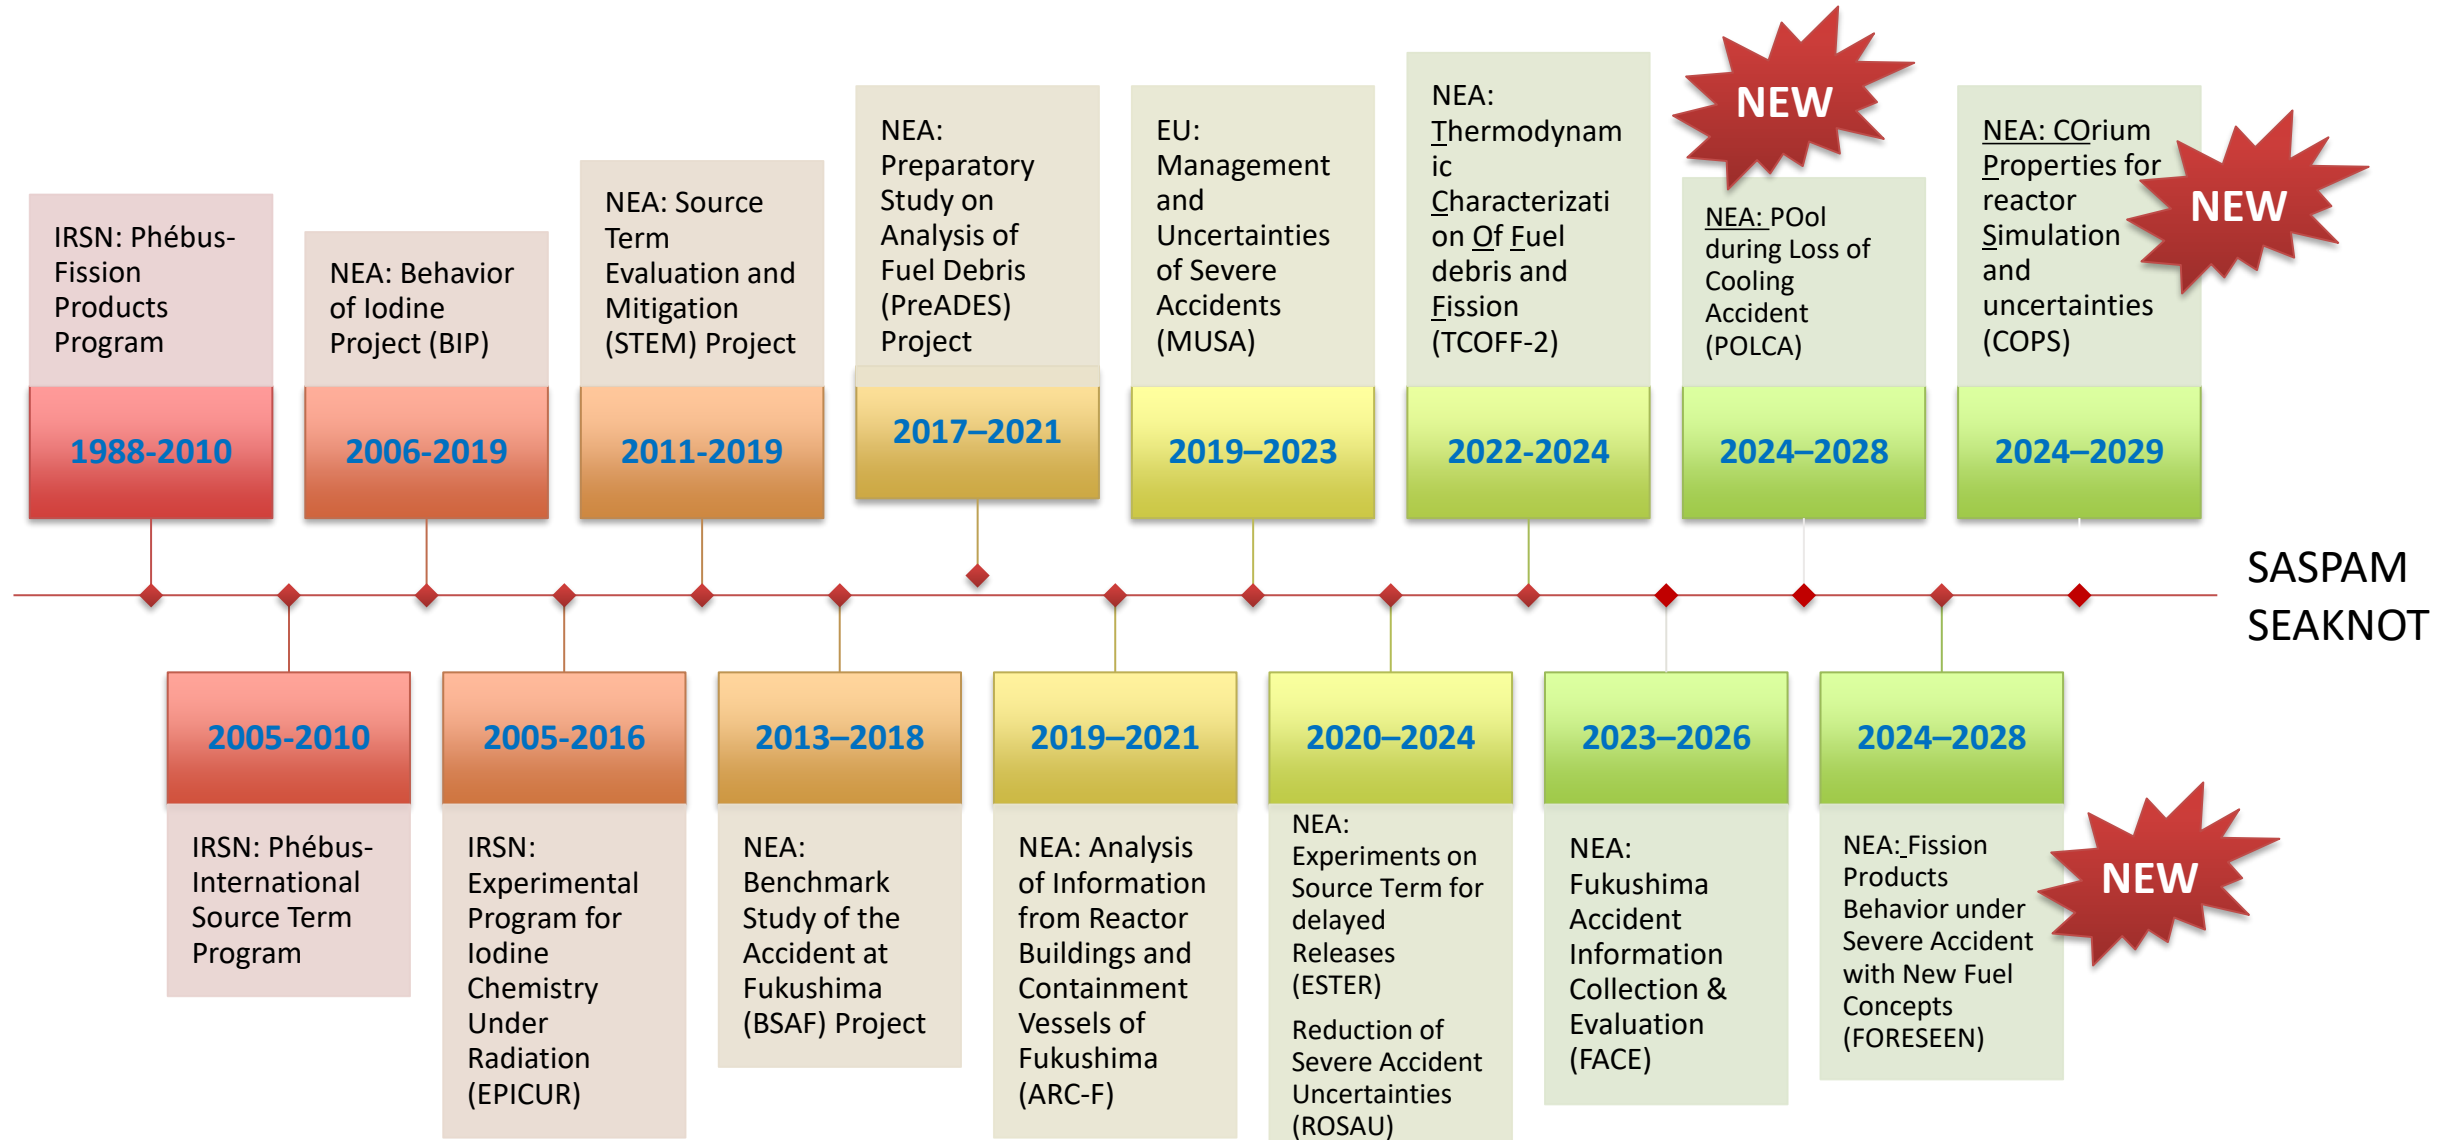 IRSN: Phébus-
Fission
Products
Program
1988-2010
NEA: Behavior
of Iodine
Project (BIP)
2006-2019
NEA: Source
Term
Evaluation and
Mitigation
(STEM) Project
2011-2019
NEA:
Preparatory
Study on
Analysis of
Fuel Debris
(PreADES)
Project
2017–2021
EU:
Management
and
Uncertainties
of Severe
Accidents
(MUSA)
2019–2023
NEA:
Thermodynam
ic
Characterizati
on Of Fuel
debris and
Fission
(TCOFF-2)
2022-2024
NEW
NEA: POol
during Loss of
Cooling
Accident
(POLCA)
2024–2028
NEA: COrium
Properties for
reactor
Simulation
and
uncertainties
(COPS)
NEW
2024–2029
SASPAM
SEAKNOT
2005-2010
IRSN: Phébus-
International
Source Term
Program
2005-2016
IRSN:
Experimental
Program for
Iodine
Chemistry
Under
Radiation
(EPICUR)
2013–2018
NEA:
Benchmark
Study of the
Accident at
Fukushima
(BSAF) Project
2019–2021
NEA: Analysis
of Information
from Reactor
Buildings and
Containment
Vessels of
Fukushima
(ARC-F)
2020–2024
NEA:
Experiments on
Source Term for
delayed
Releases
(ESTER)
Reduction of
Severe Accident
Uncertainties
(ROSAU)
2023–2026
NEA:
Fukushima
Accident
Information
Collection &
Evaluation
(FACE)
2024–2028
NEA: Fission
Products
Behavior under
Severe Accident
with New Fuel
Concepts
(FORESEEN)
NEW